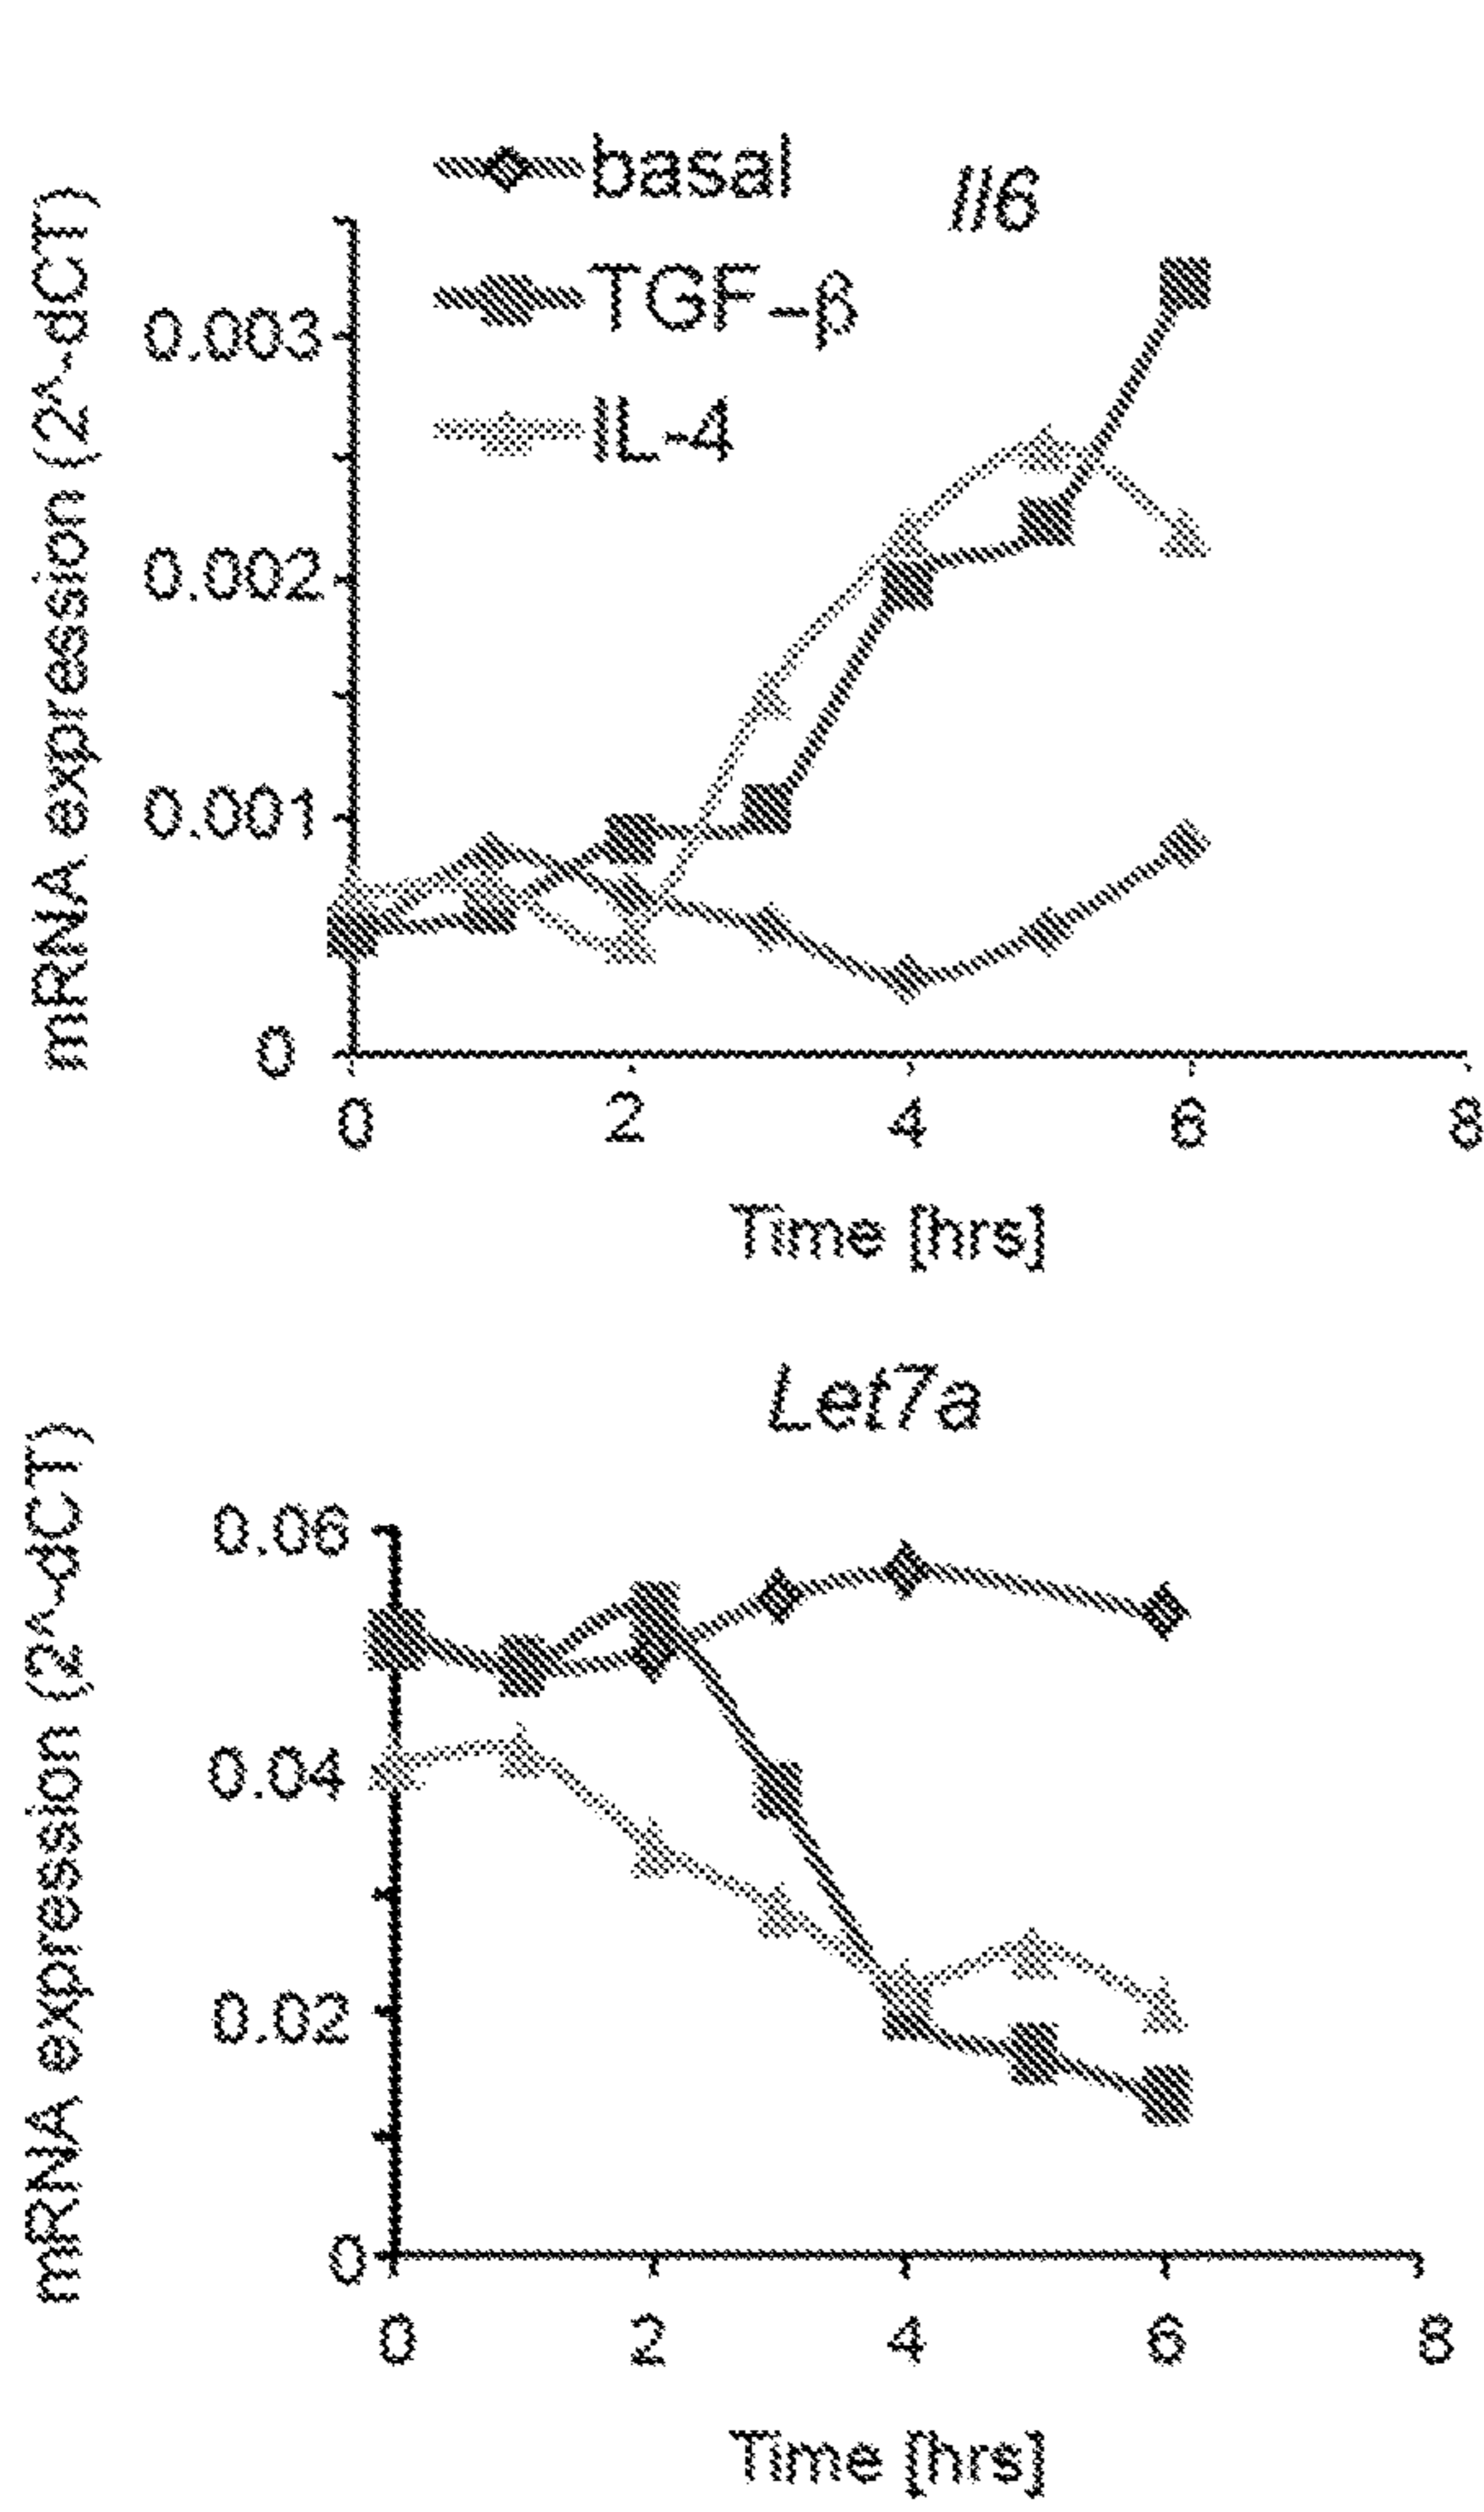 basal
Il6
TGF-β
IL-4
mRNA expression (2^-dCT)
0.003
0.002
0.001
0
0 2 4 6 8
Time [hrs]
Let7a
mRNA expression (2^-dCT)
0.06
0.04
0.02
0
0 2 4 6 8
Time [hrs]